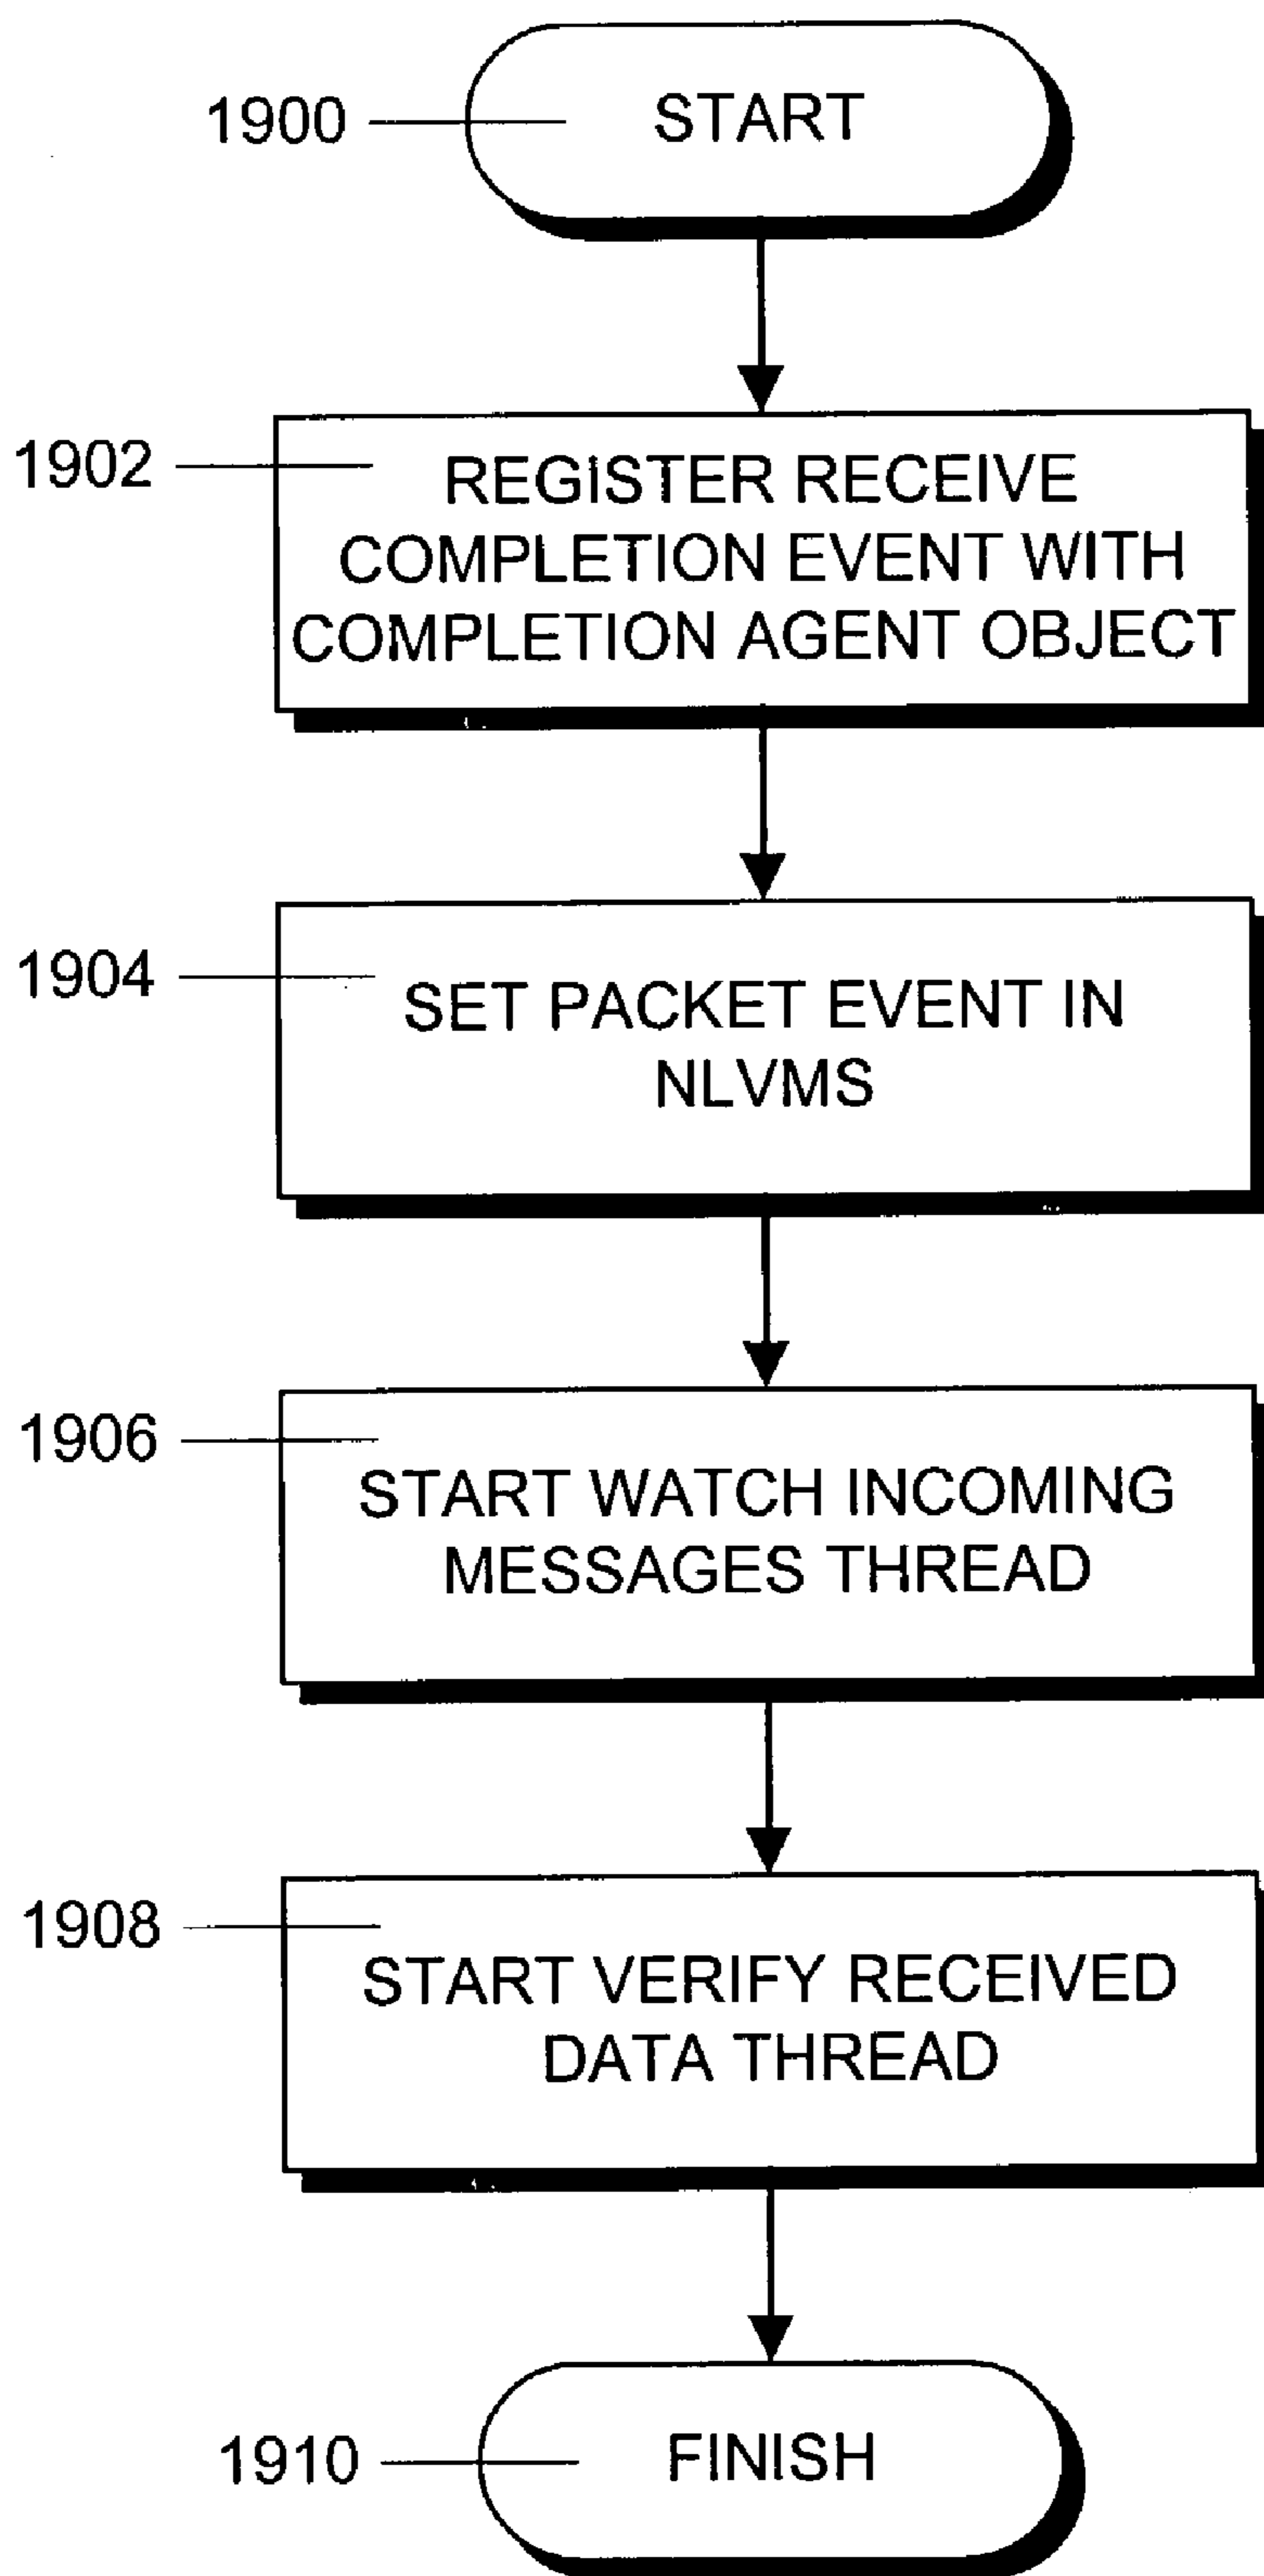 1900
START
1902
REGISTER RECEIVE
COMPLETION EVENT WITH
COMPLETION AGENT OBJECT
1904
SET PACKET EVENT IN
NLVMS
1906
START WATCH INCOMING
MESSAGES THREAD
1908
START VERIFY RECEIVED
DATA THREAD
1910
FINISH